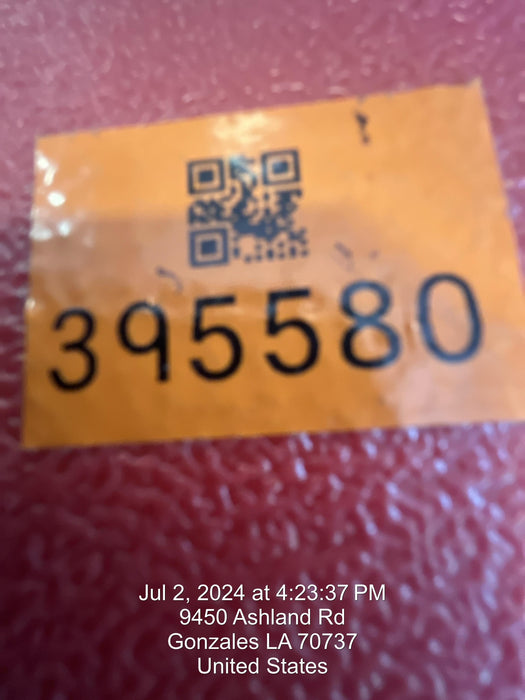 395580
Jul 2, 2024 at 4:23:37 PM
9450 Ashland Rd
Gonzales LA 70737
United States